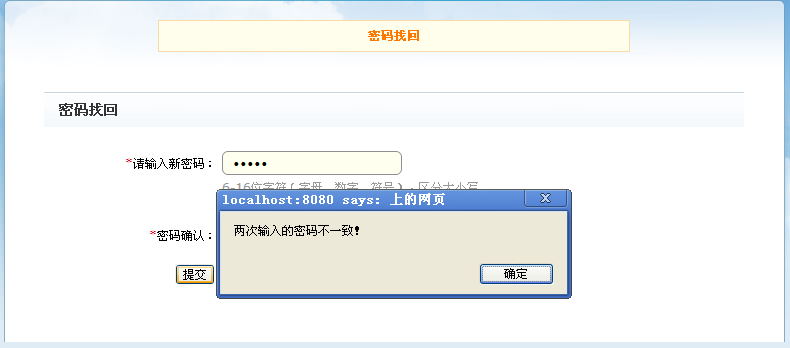 密码找回
密码找回
*请输入新密码：
6-16位字符（字母、数字、符号），区分大小写
localhost:8080 says: 上的网页
两次输入的密码不一致!
*密码确认：
提交
确定